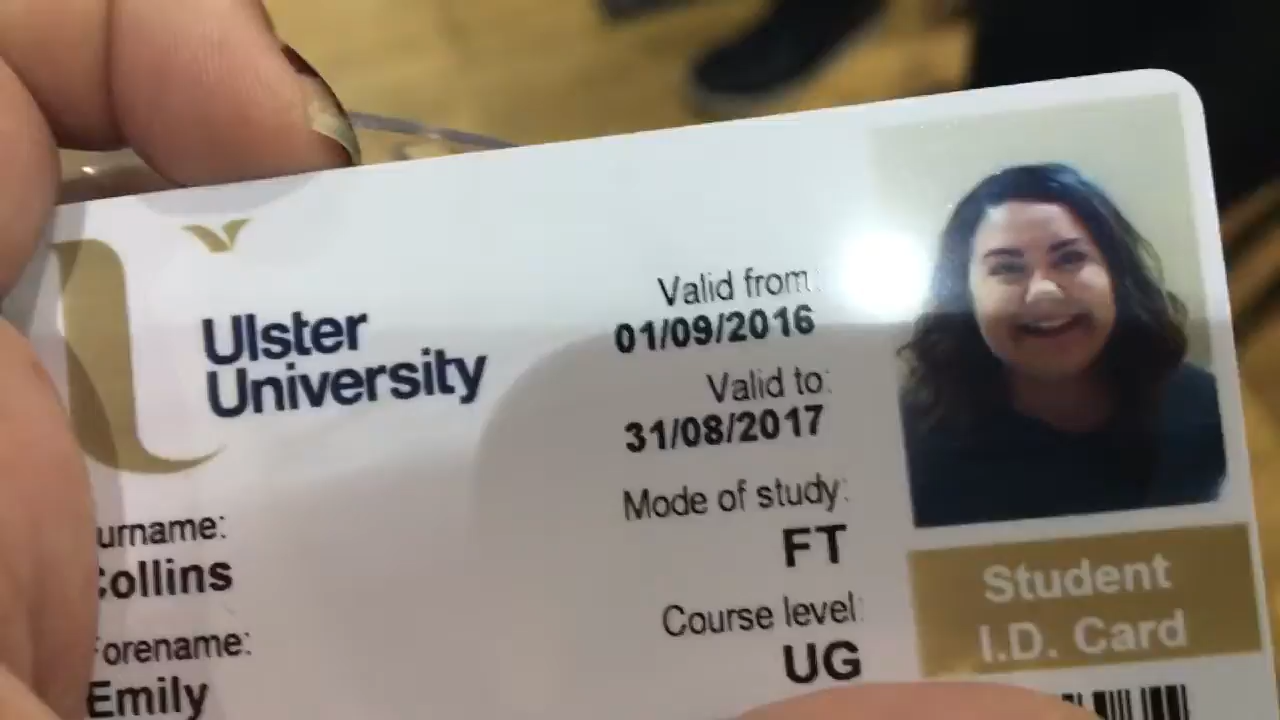 Ulster
University
Valid from:
01/09/2016
Valid to:
31/08/2017
Mode of study:
FT
Course level:
UG
urname:
Collins
Forename:
Emily
Student
I.D. Card